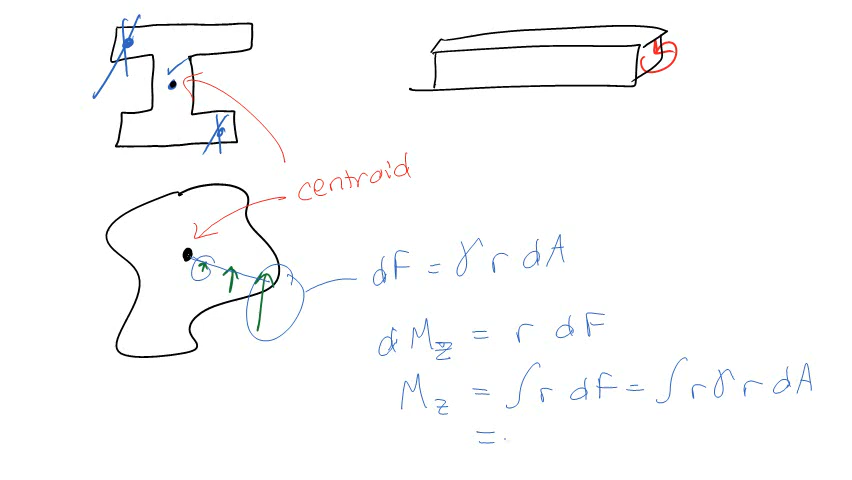 centroid
dF = γ r dA
dM_z = r dF
M_z = ∫ r dF = ∫ r γ r dA
=